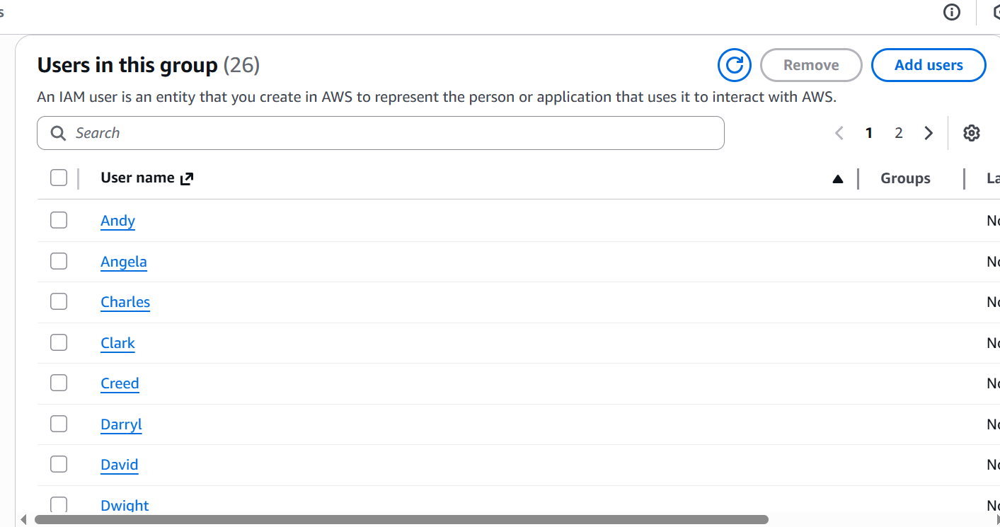 s
Users in this group (26)
Remove
Add users
An IAM user is an entity that you create in AWS to represent the person or application that uses it to interact with AWS.
Search
1 2
User name
Groups
La
Andy
No
Angela
No
Charles
No
Clark
No
Creed
No
Darryl
No
David
No
Dwight
No